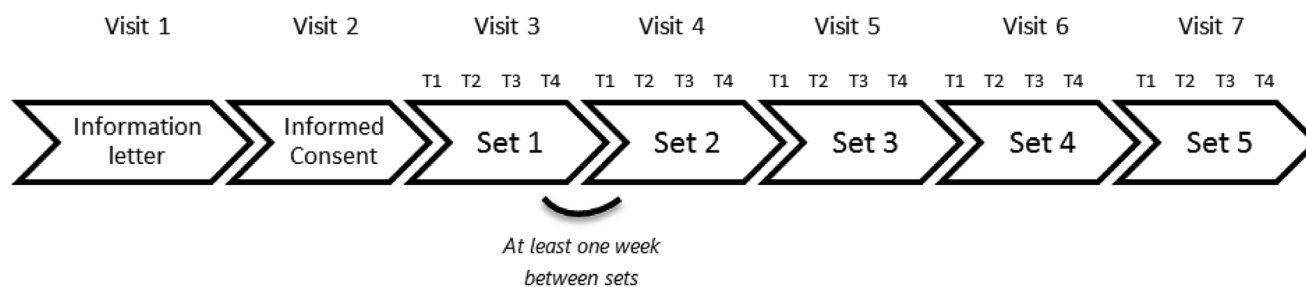 Visit 1 Visit 2 Visit 3 Visit 4 Visit 5 Visit 6 Visit 7
T1 T2 T3 T4 T1 T2 T3 T4 T1 T2 T3 T4 T1 T2 T3 T4 T1 T2 T3 T4
Information
letter
Informed
Consent
Set 1
Set 2
Set 3
Set 4
Set 5
At least one week
between sets